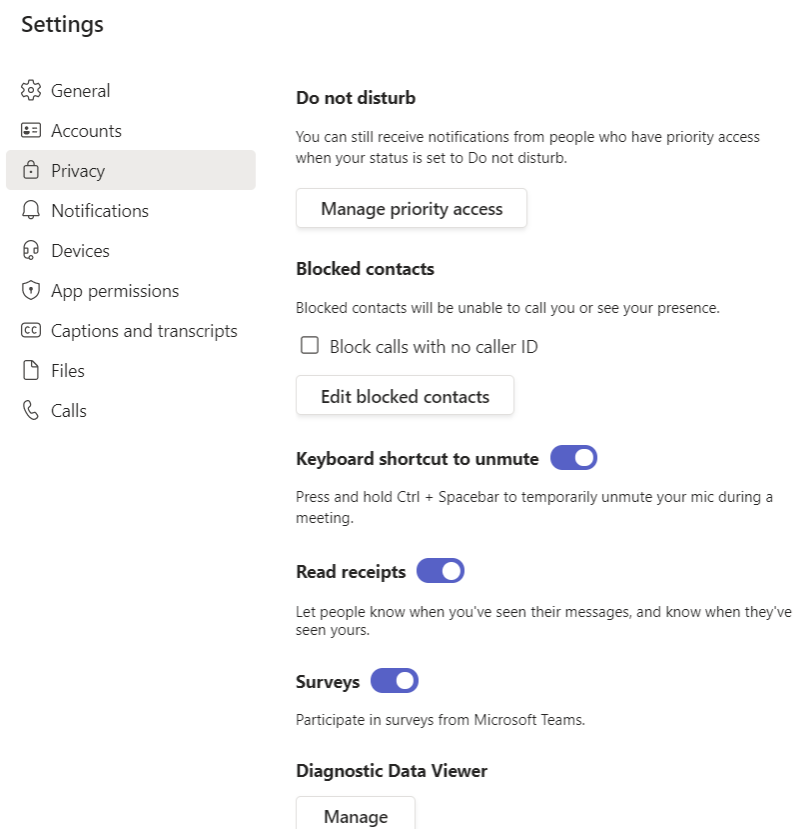 Settings
General
Accounts
Privacy
Notifications
Devices
App permissions
CC Captions and transcripts
Files
Calls
Do not disturb
You can still receive notifications from people who have priority access
when your status is set to Do not disturb.
Manage priority access
Blocked contacts
Blocked contacts will be unable to call you or see your presence.
Block calls with no caller ID
Edit blocked contacts
Keyboard shortcut to unmute
Press and hold Ctrl + Spacebar to temporarily unmute your mic during a
meeting.
Read receipts
Let people know when you've seen their messages, and know when they've
seen yours.
Surveys
Participate in surveys from Microsoft Teams.
Diagnostic Data Viewer
Manage